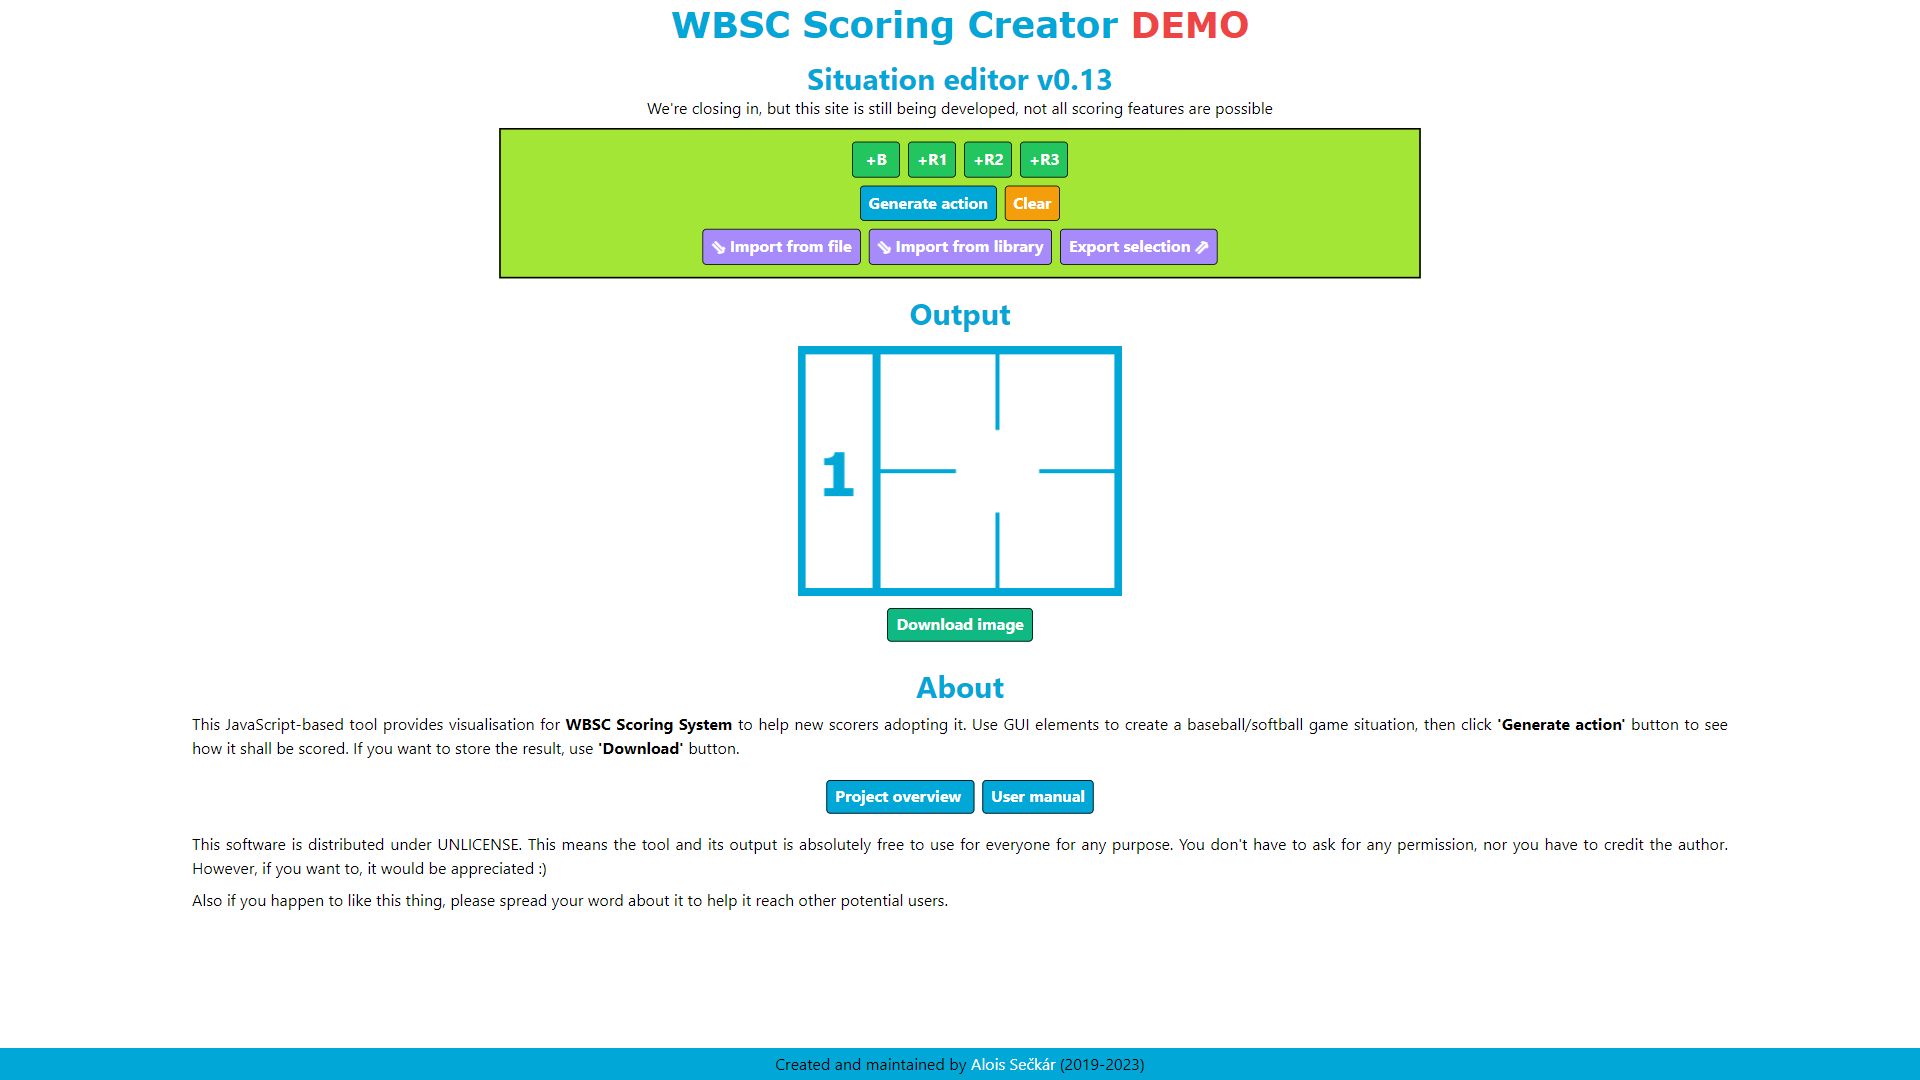 WBSC Scoring Creator DEMO
Situation editor v0.13
We're closing in, but this site is still being developed, not all scoring features are possible
+B +R1 +R2 +R3
Generate action Clear
⇘ Import from file ⇘ Import from library Export selection ⇗
Output
1
Download image
About
This JavaScript-based tool provides visualisation for WBSC Scoring System to help new scorers adopting it. Use GUI elements to create a baseball/softball game situation, then click 'Generate action' button to see
how it shall be scored. If you want to store the result, use 'Download' button.
Project overview User manual
This software is distributed under UNLICENSE. This means the tool and its output is absolutely free to use for everyone for any purpose. You don't have to ask for any permission, nor you have to credit the author.
However, if you want to, it would be appreciated :)
Also if you happen to like this thing, please spread your word about it to help it reach other potential users.
Created and maintained by Alois Sečkár (2019-2023)